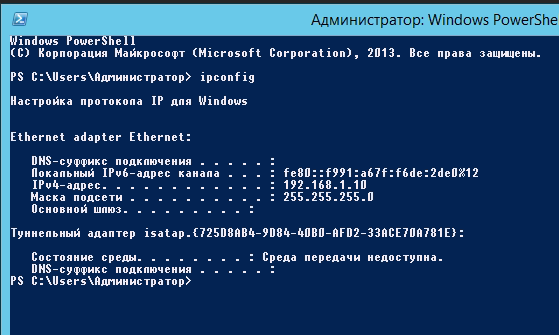 Администратор: Windows PowerShe
Windows PowerShell
(C) Корпорация Майкрософт (Microsoft Corporation), 2013. Все права защищены.
PS C:\Users\Администратор> ipconfig
Настройка протокола IP для Windows
Ethernet adapter Ethernet:
DNS-суффикс подключения . . . . . :
Локальный IPv6-адрес канала . . . : fe80::f991:a67f:f6de:2de0%12
IPv4-адрес. . . . . . . . . . . . : 192.168.1.10
Маска подсети . . . . . . . . . . : 255.255.255.0
Основной шлюз. . . . . . . . . :
Туннельный адаптер isatap.{725D8AB4-9D84-40B0-AFD2-33ACE70A781E}:
Состояние среды. . . . . . . . : Среда передачи недоступна.
DNS-суффикс подключения . . . . . :
PS C:\Users\Администратор>